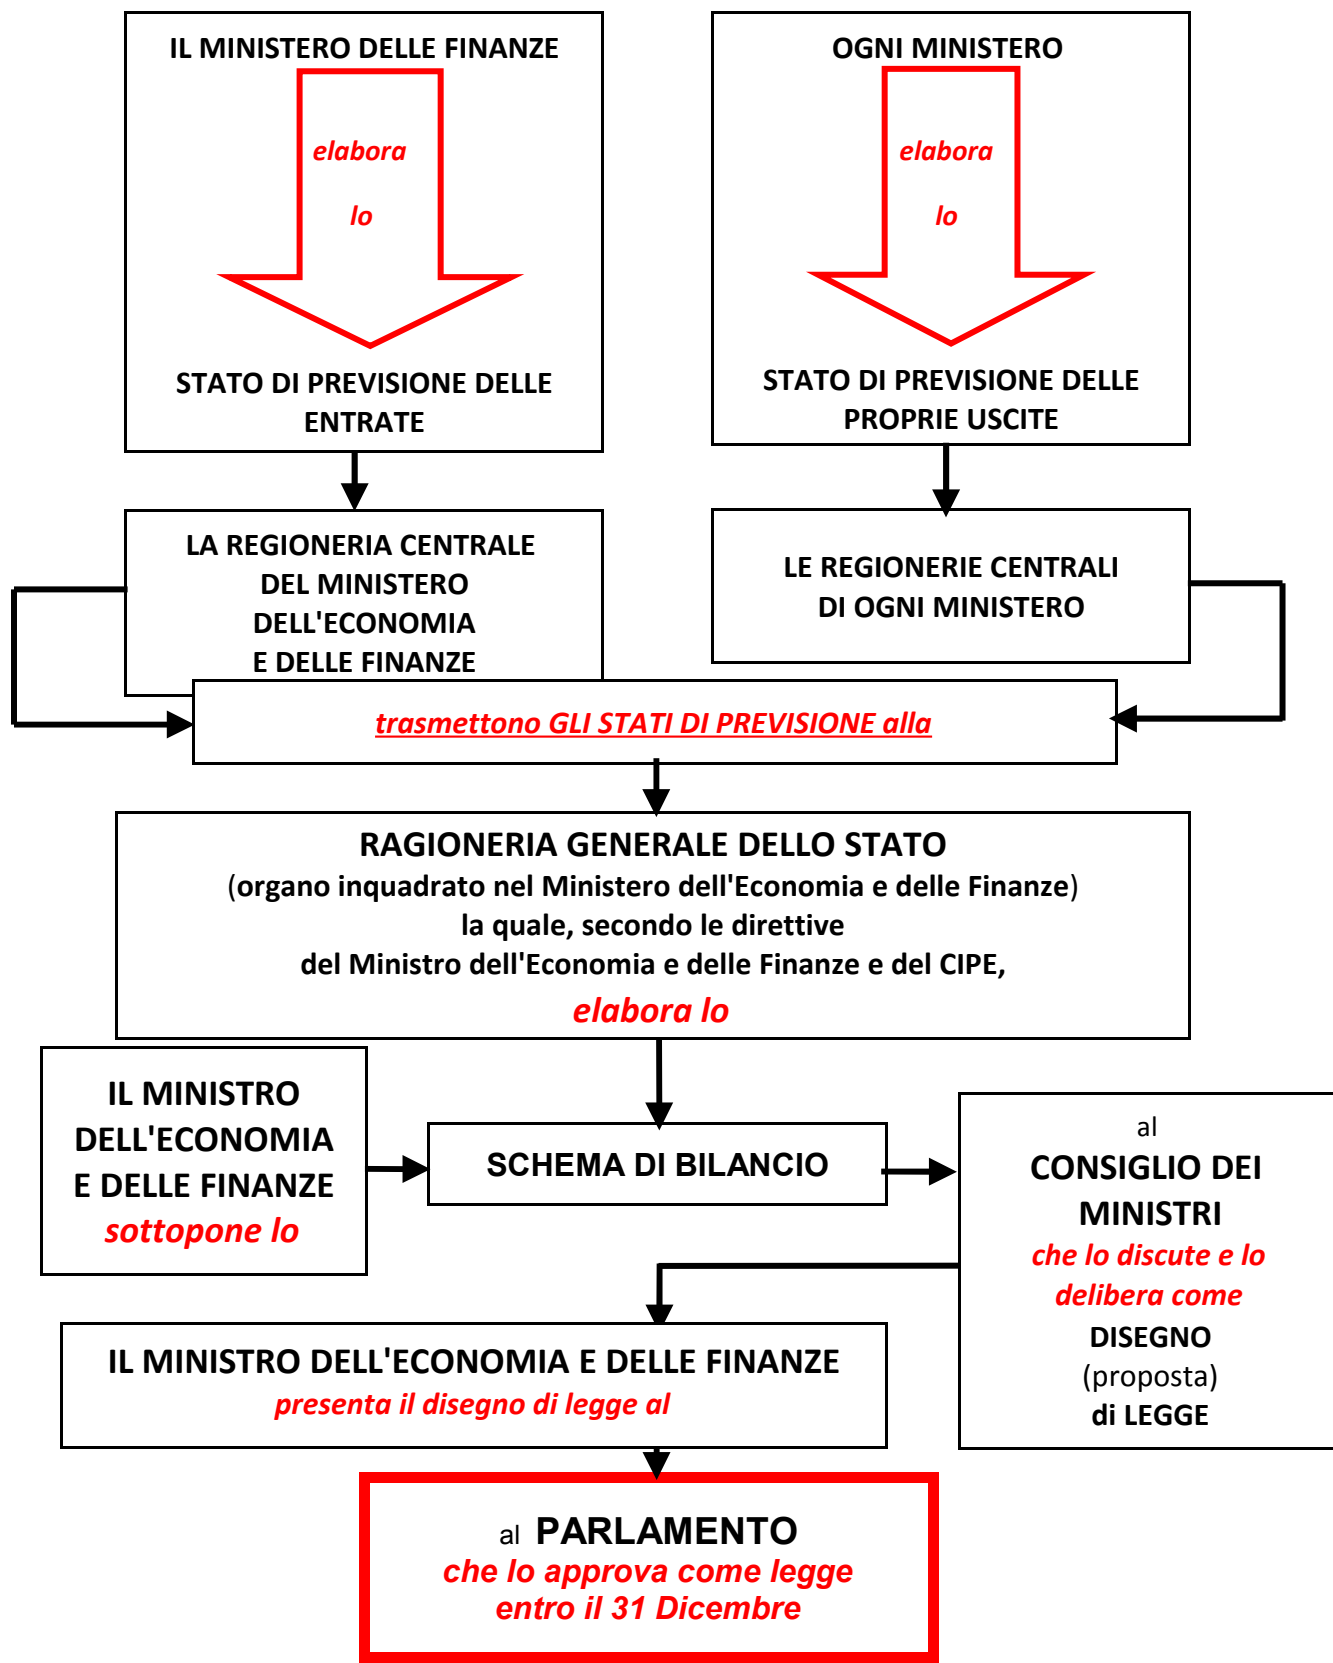 IL MINISTERO DELLE FINANZE
elabora
lo
STATO DI PREVISIONE DELLE
ENTRATE
OGNI MINISTERO
elabora
lo
STATO DI PREVISIONE DELLE
PROPRIE USCITE
LA REGIONERIA CENTRALE
DEL MINISTERO
DELL'ECONOMIA
E DELLE FINANZE
LE REGIONERIE CENTRALI
DI OGNI MINISTERO
trasmettono GLI STATI DI PREVISIONE alla
RAGIONERIA GENERALE DELLO STATO
(organo inquadrato nel Ministero dell'Economia e delle Finanze)
la quale, secondo le direttive
del Ministro dell'Economia e delle Finanze e del CIPE,
elabora lo
IL MINISTRO
DELL'ECONOMIA
E DELLE FINANZE
sottopone lo
SCHEMA DI BILANCIO
al
CONSIGLIO DEI
MINISTRI
che lo discute e lo
delibera come
DISEGNO
(proposta)
di LEGGE
IL MINISTRO DELL'ECONOMIA E DELLE FINANZE
presenta il disegno di legge al
al PARLAMENTO
che lo approva come legge
entro il 31 Dicembre